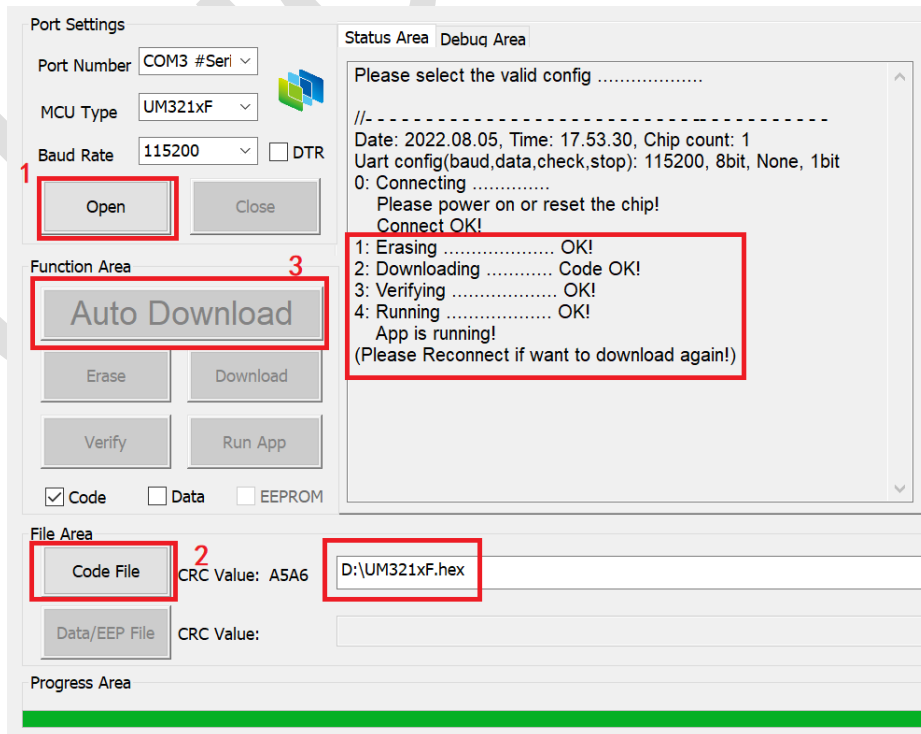 Port Settings
Port Number COM3 #Seri
MCU Type UM321xF
Baud Rate 115200 DTR
1
Open Close
Function Area
3
Auto Download
Erase Download
Verify Run App
Code Data EEPROM
Status Area Debug Area
Please select the valid config ...................
//- - - - - - - - - - - - - - - - - - - - - - - - - - - -- - - - - - - - - - -
Date: 2022.08.05, Time: 17.53.30, Chip count: 1
Uart config(baud,data,check,stop): 115200, 8bit, None, 1bit
0: Connecting ..............
Please power on or reset the chip!
Connect OK!
1: Erasing .................... OK!
2: Downloading ............ Code OK!
3: Verifying ................... OK!
4: Running ................... OK!
App is running!
(Please Reconnect if want to download again!)
File Area
2
Code File CRC Value: A5A6 D:\UM321xF.hex
Data/EEP File CRC Value:
Progress Area